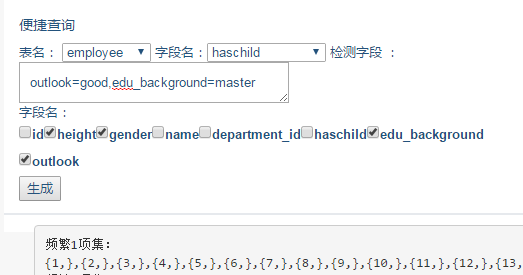 便捷查询
表名： employee 字段名： haschild 检测字段 ：
outlook=good,edu_background=master
字段名：
id height gender name department_id haschild edu_background
outlook
生成
频繁1项集：
{1,},{2,},{3,},{4,},{5,},{6,},{7,},{8,},{9,},{10,},{11,},{12,},{13,